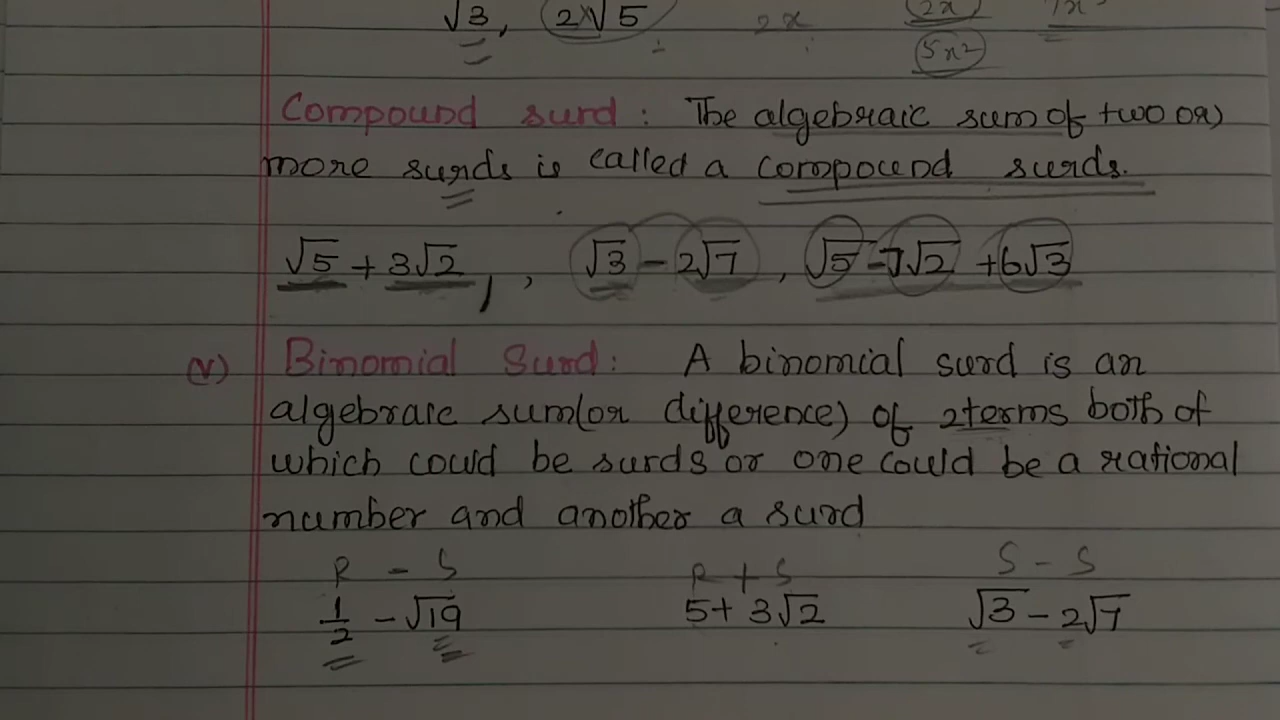 √3, 2√5 2x 2x
5x²
Compound surd : The algebraic sum of two or)
more surds is called a compound surds.
√5 + 3√2, , √3 - 2√7 , √5 - 7√2 + 6√3
(v) Binomial Surd : A binomial surd is an
algebraic sum(or difference) of 2terms both of
which could be surds or one could be a rational
number and another a surd
R - S R + S S - S
1/2 - √19 5 + 3√2 √3 - 2√7